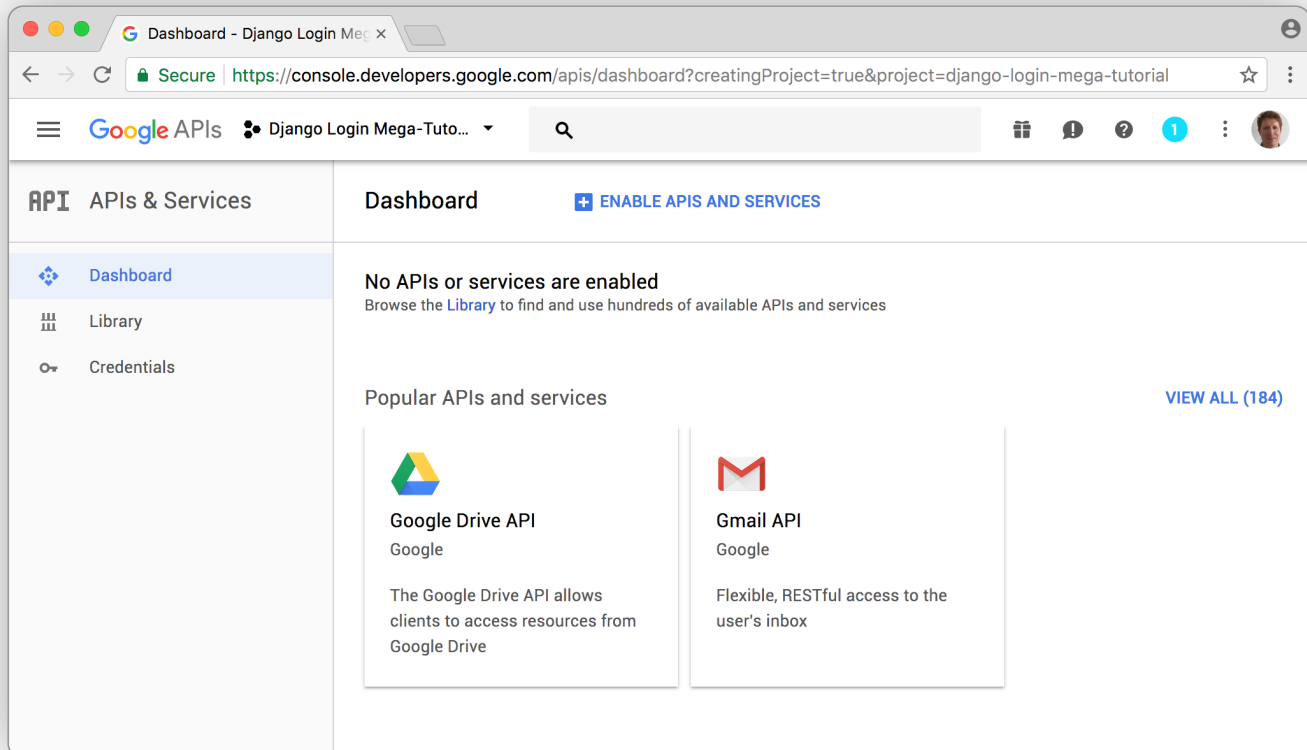 Dashboard - Django Login Meg
Secure https://console.developers.google.com/apis/dashboard?creatingProject=true&project=django-login-mega-tutorial
Google APIs Django Login Mega-Tuto... 1
API APIs & Services
Dashboard ENABLE APIS AND SERVICES
Dashboard
Library
Credentials
No APIs or services are enabled
Browse the Library to find and use hundreds of available APIs and services
Popular APIs and services VIEW ALL (184)
Google Drive API
Google
The Google Drive API allows
clients to access resources from
Google Drive
Gmail API
Google
Flexible, RESTful access to the
user's inbox